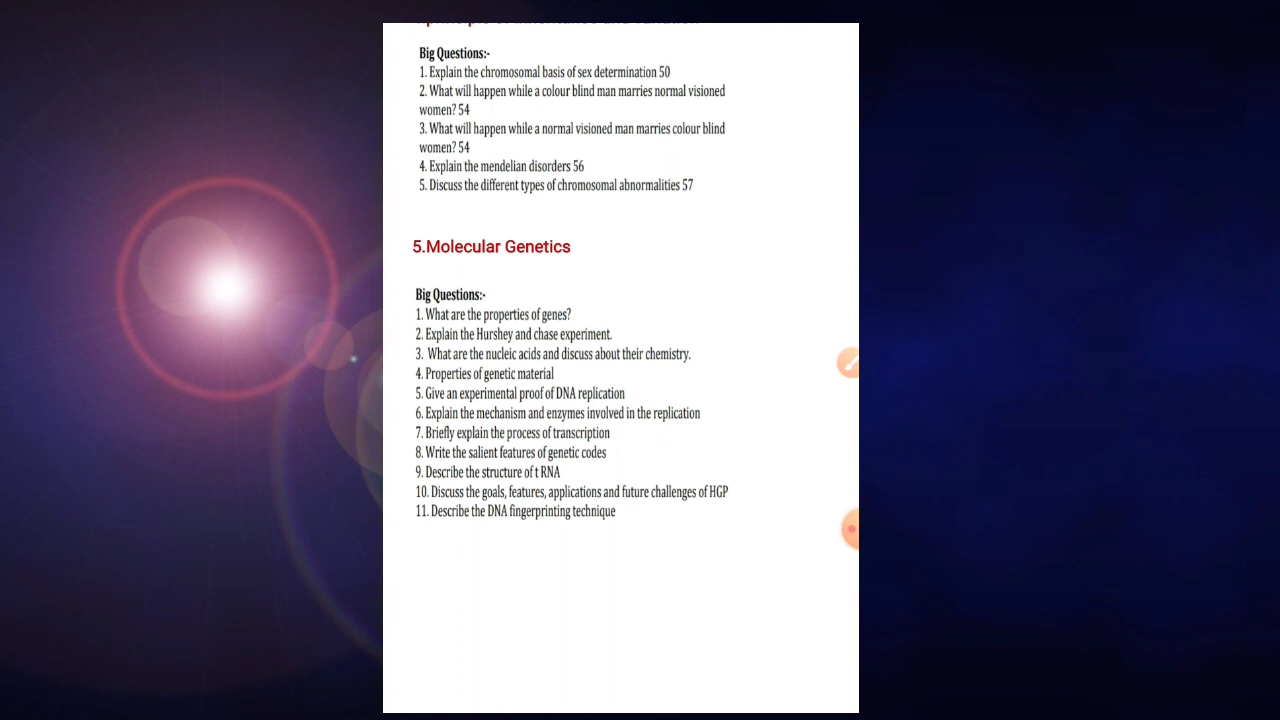 Big Questions:-
1. Explain the chromosomal basis of sex determination 50
2. What will happen while a colour blind man marries normal visioned
women? 54
3. What will happen while a normal visioned man marries colour blind
women? 54
4. Explain the mendelian disorders 56
5. Discuss the different types of chromosomal abnormalities 57
5.Molecular Genetics
Big Questions:-
1. What are the properties of genes?
2. Explain the Hurshey and chase experiment.
3. What are the nucleic acids and discuss about their chemistry.
4. Properties of genetic material
5. Give an experimental proof of DNA replication
6. Explain the mechanism and enzymes involved in the replication
7. Briefly explain the process of transcription
8. Write the salient features of genetic codes
9. Describe the structure of t RNA
10. Discuss the goals, features, applications and future challenges of HGP
11. Describe the DNA fingerprinting technique